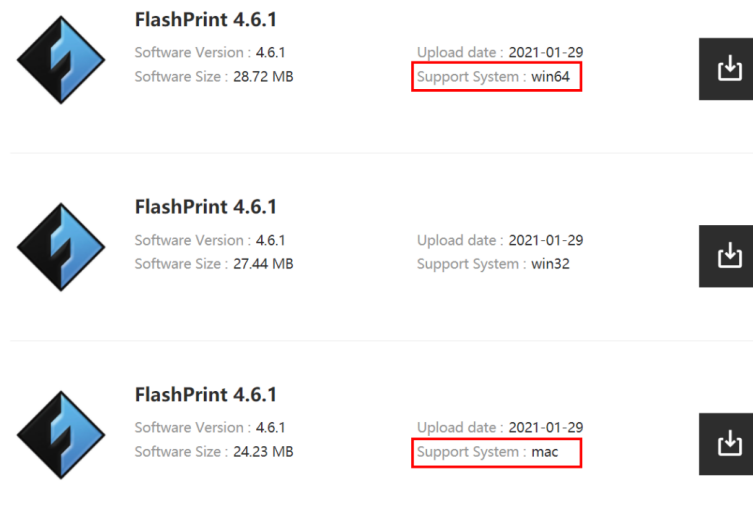 FlashPrint 4.6.1
Software Version : 4.6.1
Upload date : 2021-01-29
Software Size : 28.72 MB
Support System : win64
FlashPrint 4.6.1
Software Version : 4.6.1
Upload date : 2021-01-29
Software Size : 27.44 MB
Support System : win32
FlashPrint 4.6.1
Software Version : 4.6.1
Upload date : 2021-01-29
Software Size : 24.23 MB
Support System : mac